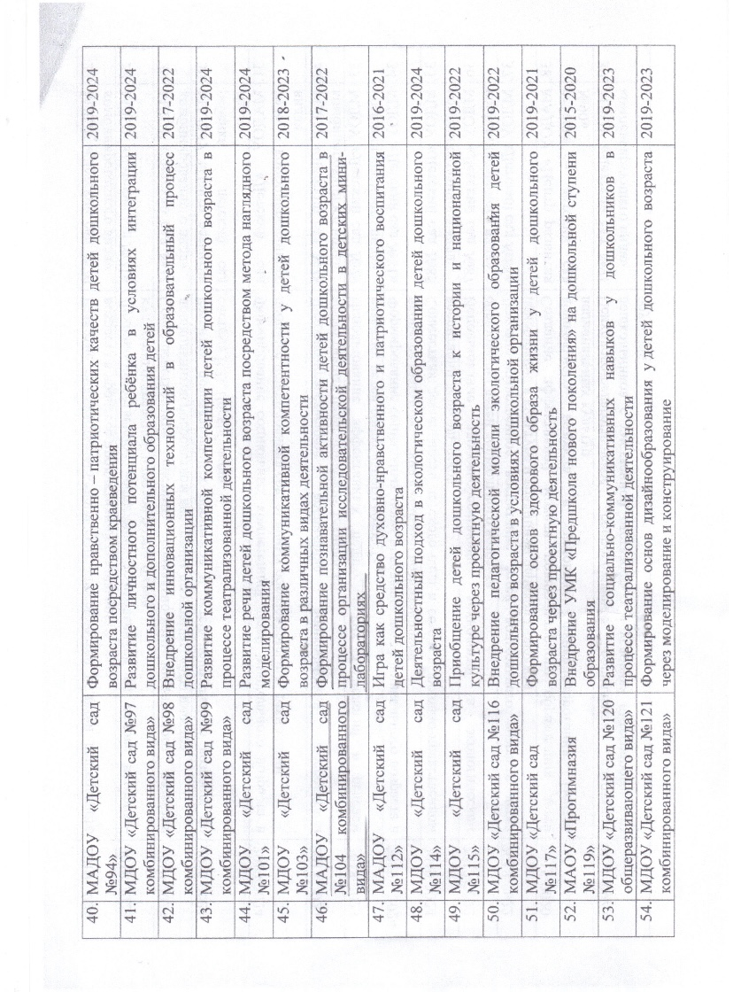 40. МАДОУ «Детский сад Формирование нравственно – патриотических качеств детей дошкольного 2019-2024
№94» возраста посредством краеведения
41. МДОУ «Детский сад №97 Развитие личностного потенциала ребёнка в условиях интеграции 2019-2024
комбинированного вида» дошкольного и дополнительного образования детей
42. МДОУ «Детский сад №98 Внедрение инновационных технологий в образовательный процесс 2017-2022
комбинированного вида» дошкольной организации
43. МДОУ «Детский сад №99 Развитие коммуникативной компетенции детей дошкольного возраста в 2019-2024
комбинированного вида» процессе театрализованной деятельности
44. МДОУ «Детский сад Развитие речи детей дошкольного возраста посредством метода наглядного 2019-2024
№101» моделирования
45. МДОУ «Детский сад Формирование коммуникативной компетентности у детей дошкольного 2018-2023
№103» возраста в различных видах деятельности
46. МАДОУ «Детский сад Формирование познавательной активности детей дошкольного возраста в 2017-2022
№104 комбинированного процессе организации исследовательской деятельности в детских мини-
вида» лабораториях
47. МАДОУ «Детский сад Игра как средство духовно-нравственного и патриотического воспитания 2016-2021
№112» детей дошкольного возраста
48. МДОУ «Детский сад Деятельностный подход в экологическом образовании детей дошкольного 2019-2024
№114» возраста
49. МДОУ «Детский сад Приобщение детей дошкольного возраста к истории и национальной 2019-2022
№115» культуре через проектную деятельность
50. МДОУ «Детский сад №116 Внедрение педагогической модели экологического образования детей 2019-2022
комбинированного вида» дошкольного возраста в условиях дошкольной организации
51. МДОУ «Детский сад Формирование основ здорового образа жизни у детей дошкольного 2019-2021
№117» возраста через проектную деятельность
52. МАОУ «Прогимназия Внедрение УМК «Предшкола нового поколения» на дошкольной ступени 2015-2020
№119» образования
53. МДОУ «Детский сад №120 Развитие социально-коммуникативных навыков у дошкольников в 2019-2023
общеразвивающего вида» процессе театрализованной деятельности
54. МДОУ «Детский сад №121 Формирование основ дизайнообразования у детей дошкольного возраста 2019-2023
комбинированного вида» через моделирование и конструирование